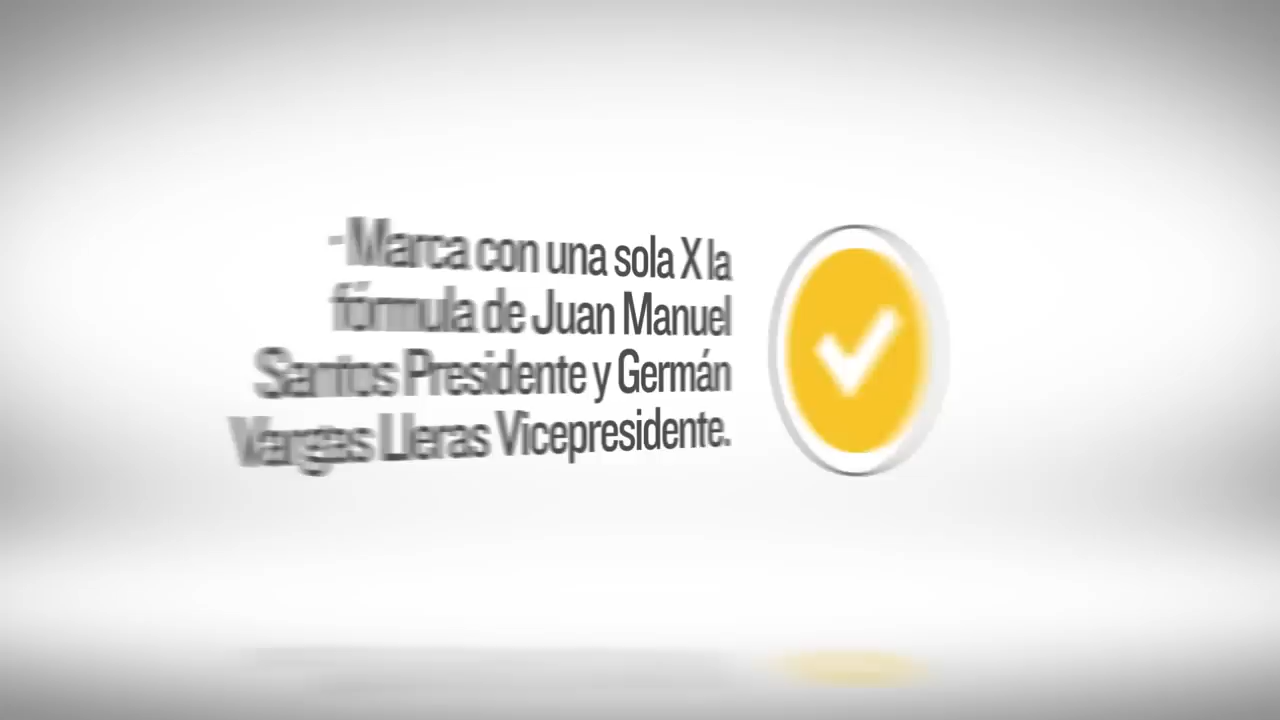 - Marca con una sola X la
fórmula de Juan Manuel
Santos Presidente y Germán
Vargas Lleras Vicepresidente.